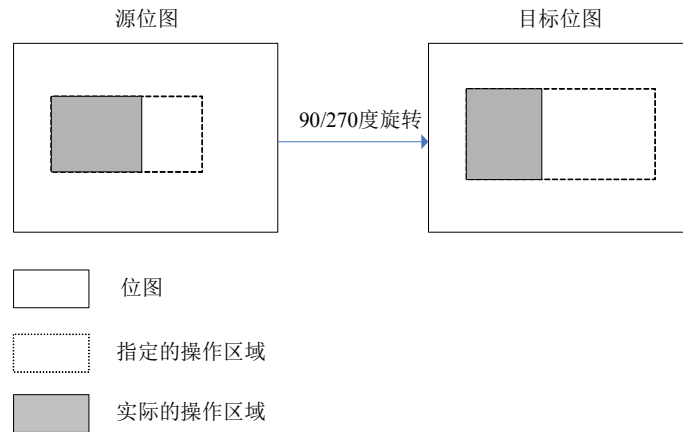 源位图
目标位图
90/270度旋转
位图
指定的操作区域
实际的操作区域